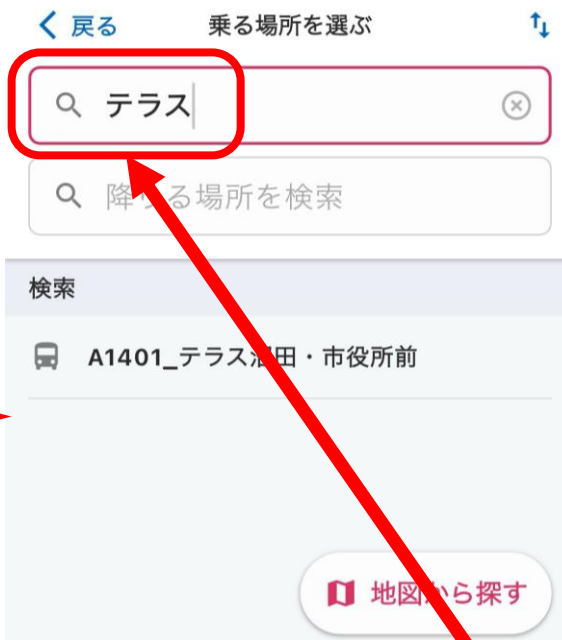 戻る 乗る場所を選ぶ
テラス
降りる場所を検索
検索
A1401_テラス沼田・市役所前
地図から探す